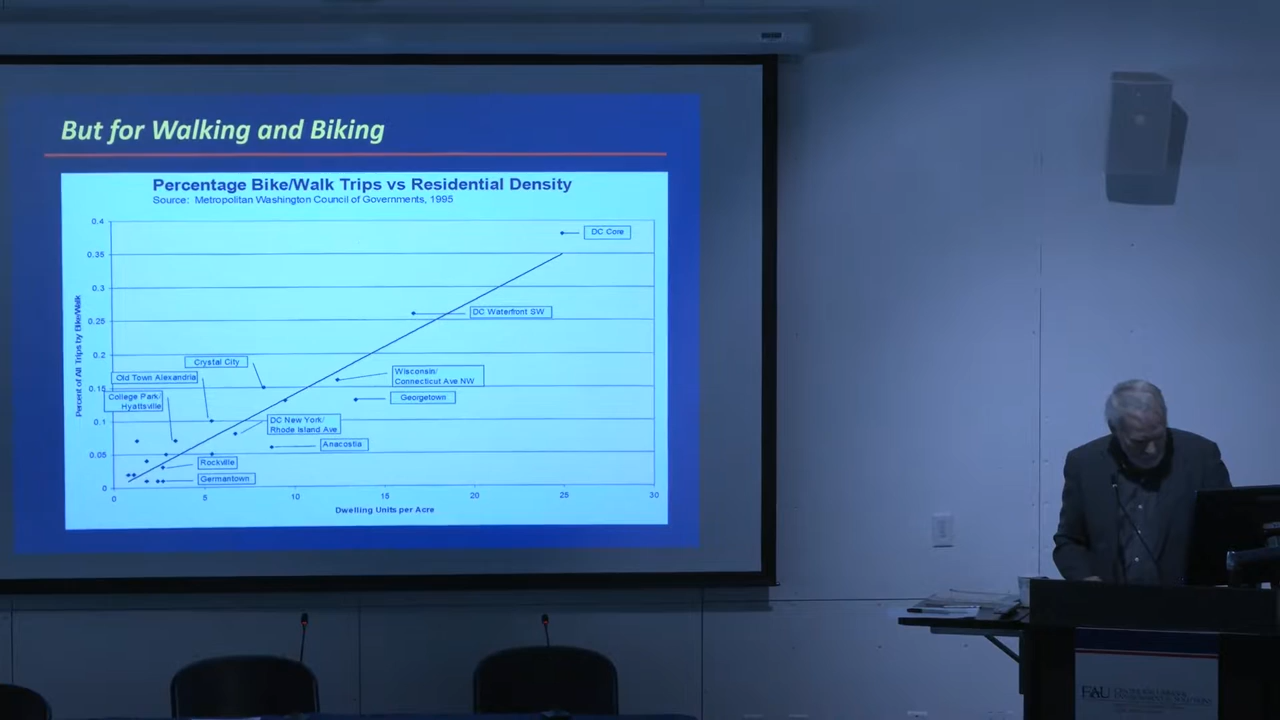 But for Walking and Biking
Percentage Bike/Walk Trips vs Residential Density
Source: Metropolitan Washington Council of Governments, 1995
Percent of All Trips by Bike/Walk
0.4
0.35
0.3
0.25
0.2
0.15
0.1
0.05
0
DC Core
DC Waterfront SW
Crystal City
Wisconsin/
Connecticut Ave NW
Old Town Alexandria
College Park/
Hyattsville
Georgetown
DC New York/
Rhode Island Ave
Anacostia
Rockville
Germantown
0 5 10 15 20 25 30
Dwelling Units per Acre
FAU